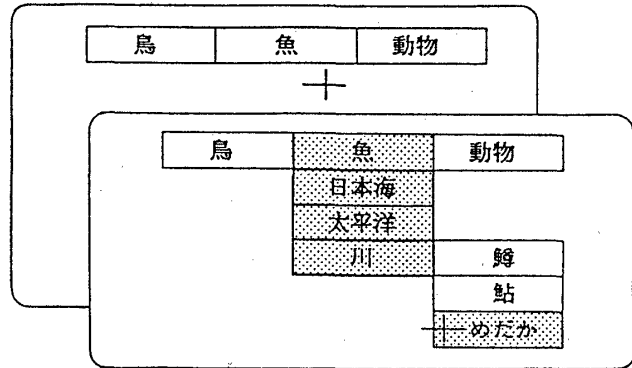 鳥 魚 動物
鳥 魚 動物
日本海
太平洋
川 鱒
鮎
めだか